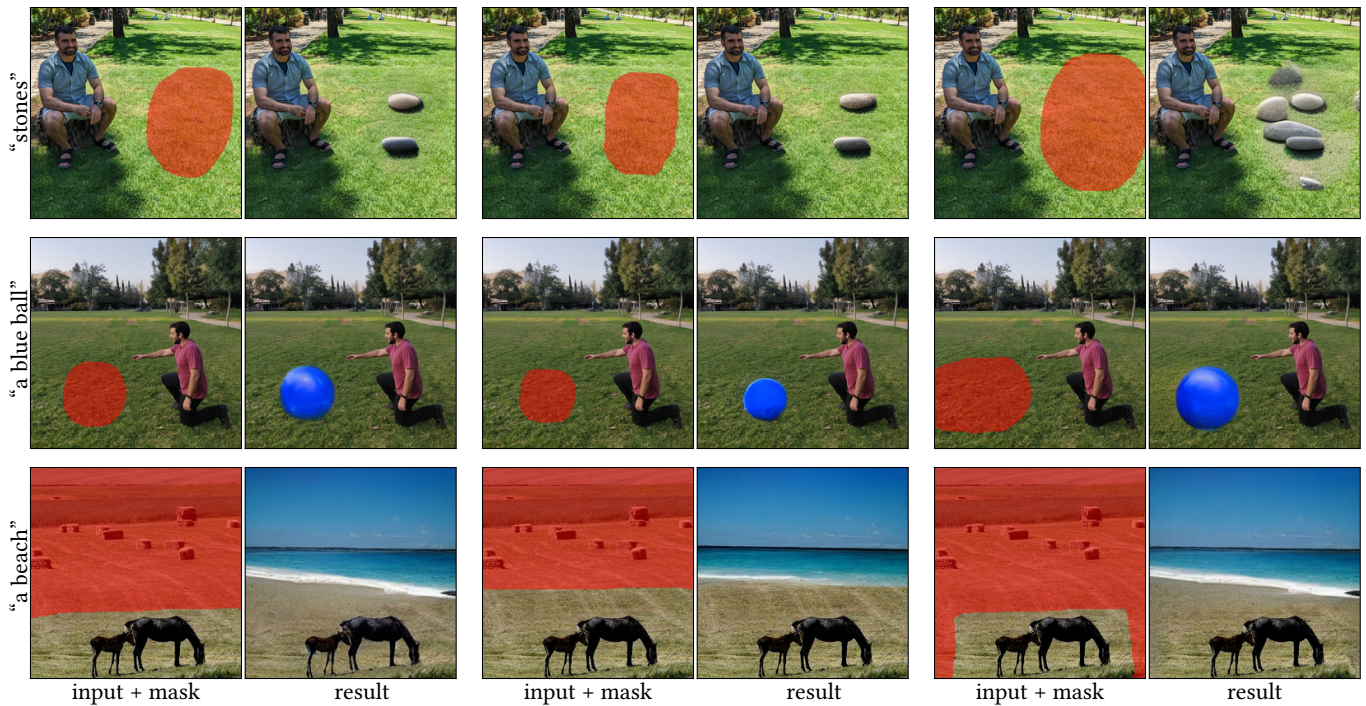 “stones”
“a blue ball”
“a beach”
input + mask
result
input + mask
result
input + mask
result